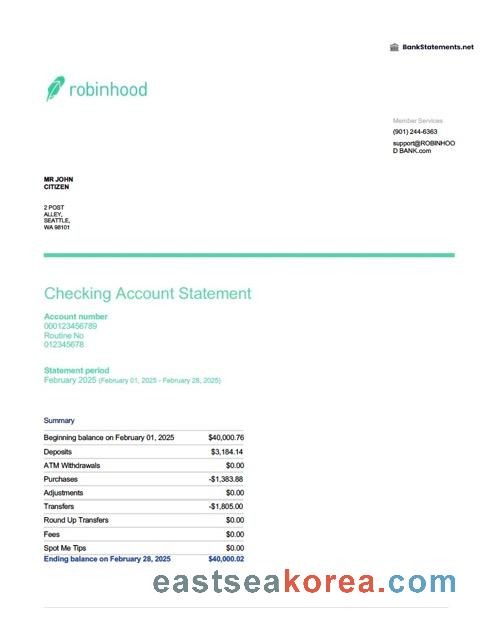 BankStatements.net
robinhood
Member Services
(901) 244-6363
support@ROBINHOO
D BANK.com
MR JOHN
CITIZEN
2 POST
ALLEY,
SEATTLE,
WA 98101
Checking Account Statement
Account number
000123456789
Routine No
012345678
Statement period
February 2025 (February 01, 2025 - February 28, 2025)
Summary
Beginning balance on February 01, 2025 $40,000.76
Deposits $3,184.14
ATM Withdrawals $0.00
Purchases -$1,383.88
Adjustments $0.00
Transfers -$1,805.00
Round Up Transfers $0.00
Fees $0.00
Spot Me Tips $0.00
Ending balance on February 28, 2025 $40,000.02
eastseakorea.com